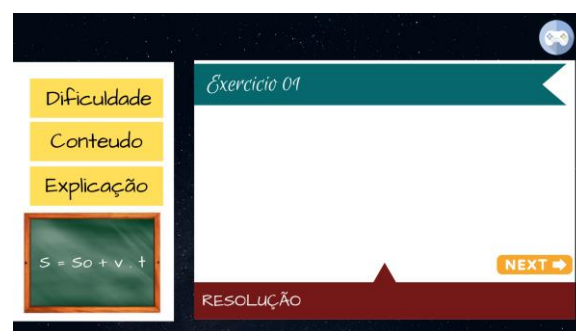 Exercicio 01
Dificuldade
Conteudo
Explicação
S = So + v . t
NEXT
RESOLUÇÃO